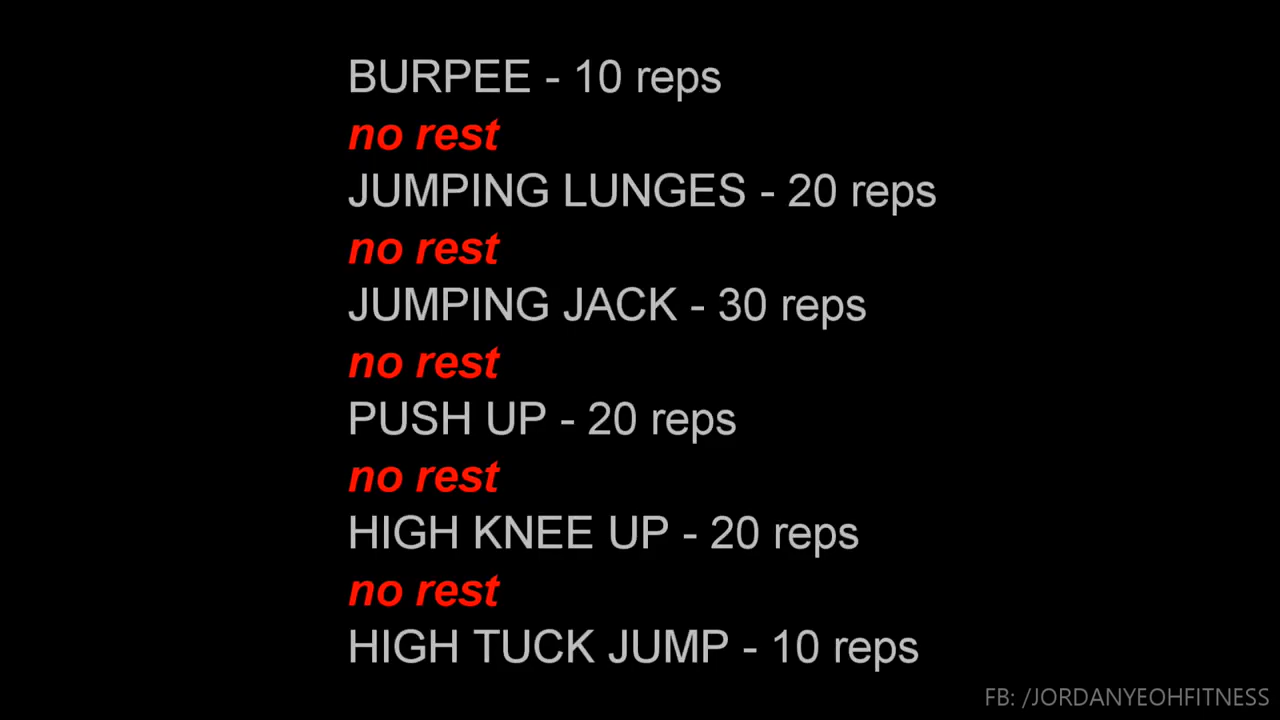 BURPEE - 10 reps
no rest
JUMPING LUNGES - 20 reps
no rest
JUMPING JACK - 30 reps
no rest
PUSH UP - 20 reps
no rest
HIGH KNEE UP - 20 reps
no rest
HIGH TUCK JUMP - 10 reps
FB: /JORDANYEOHFITNESS